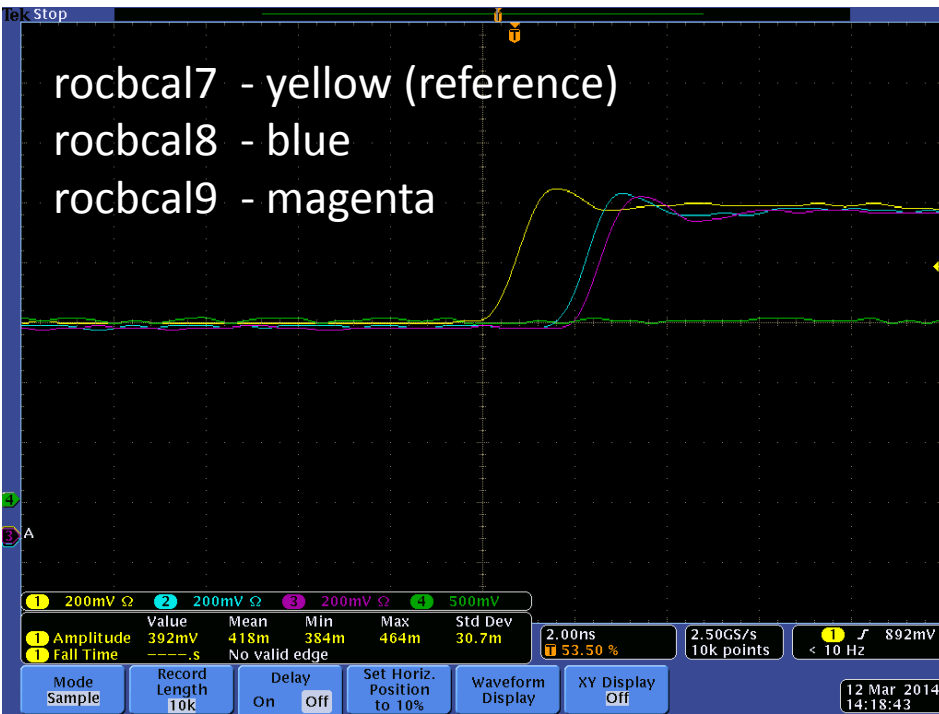 Tek Stop
T
T
rocbcal7 - yellow (reference)
rocbcal8 - blue
rocbcal9 - magenta
4
3 A
1 200mV Ω 2 200mV Ω 3 200mV Ω 4 500mV
Value Mean Min Max Std Dev
1 Amplitude 392mV 418m 384m 464m 30.7m
1 Fall Time ----.s No valid edge
2.00ns
T 53.50 %
2.50GS/s
10k points
1 892mV
< 10 Hz
Mode
Sample
Record
Length
10k
Delay
On Off
Set Horiz.
Position
to 10%
Waveform
Display
XY Display
Off
12 Mar 2014
14:18:43